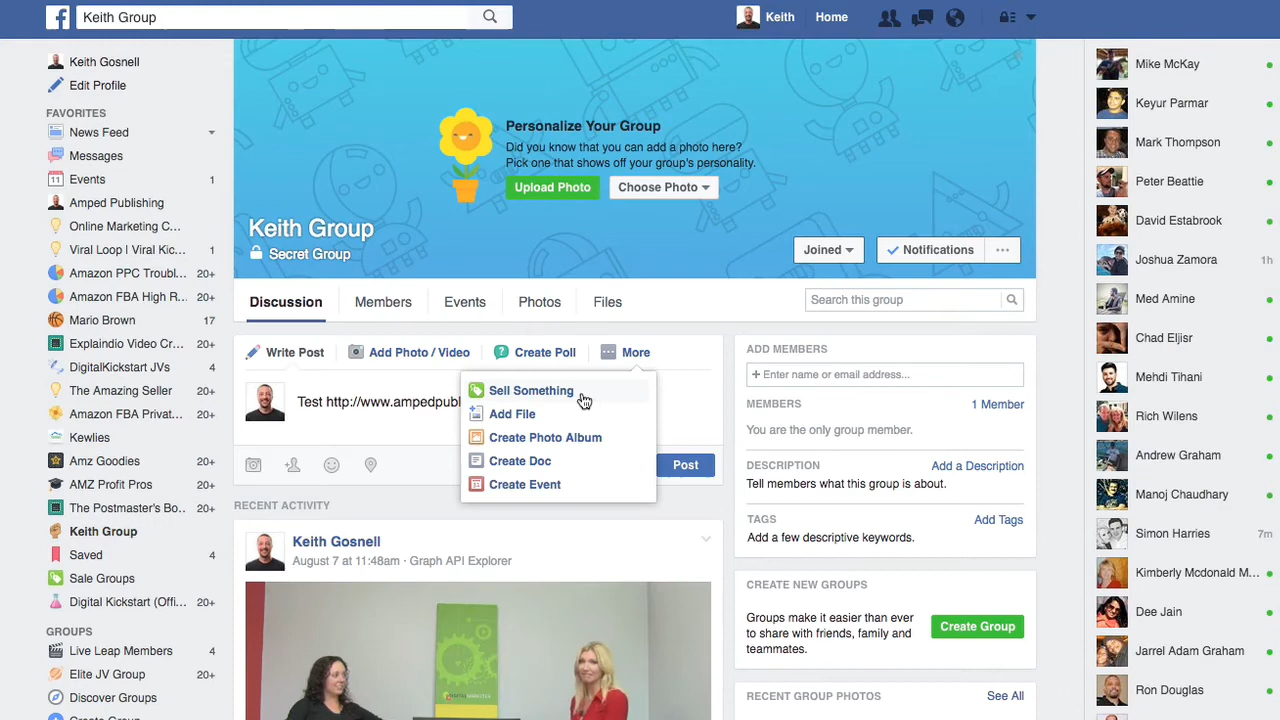 Keith Group
Keith
Home
Keith Gosnell
Edit Profile
FAVORITES
News Feed
Messages
Events
Amped Publishing
Online Marketing C...
Viral Loop | Viral Kic...
Amazon PPC Troubl... 20+
Amazon FBA High R... 20+
Mario Brown 17
Explaindio Video Cr... 20+
DigitalKickstart JVs
The Amazing Seller 20+
Amazon FBA Privat... 20+
Kewlies
Amz Goodies 20+
AMZ Profit Pros 20+
The Postmaster's Bo.. 20+
Keith Group
Saved 4
Sale Groups 20+
Digital Kickstart (Offi... 20+
GROUPS
Live Leap Members 4
Elite JV Group 20+
Discover Groups
Create Group
Personalize Your Group
Did you know that you can add a photo here?
Pick one that shows off your group's personality.
Upload Photo
Choose Photo
Keith Group
Secret Group
Notifications
Discussion
Members
Events
Photos
Files
Search this group
Write Post
Add Photo / Video
Create Poll
More
Sell Something
Add File
Create Photo Album
Create Doc
Create Event
Post
RECENT ACTIVITY
Keith Gosnell
August 7 at 11:48am · Graph API Explorer
ADD MEMBERS
+ Enter name or email address...
MEMBERS
1 Member
You are the only group member.
DESCRIPTION
Add a Description
Tell members what the group is about.
TAGS
Add Tags
Add a few descriptive keywords.
CREATE NEW GROUPS
Groups make it easier than ever
to share with friends, family and
teammates.
Create Group
RECENT GROUP PHOTOS
See All
Mike McKay
Keyur Parmar
Mark Thompson
Peter Beattie
David Estabrook
Joshua Zamora 1h
Med Amine
Chad Eljisr
Mehdi Tihani
Rich Wilens
Andrew Graham
Manoj Chaudhary
Simon Harries 7m
Kimberly Mcdonald M...
Dee Jain
Jarrel Adam Graham
Ron Douglas